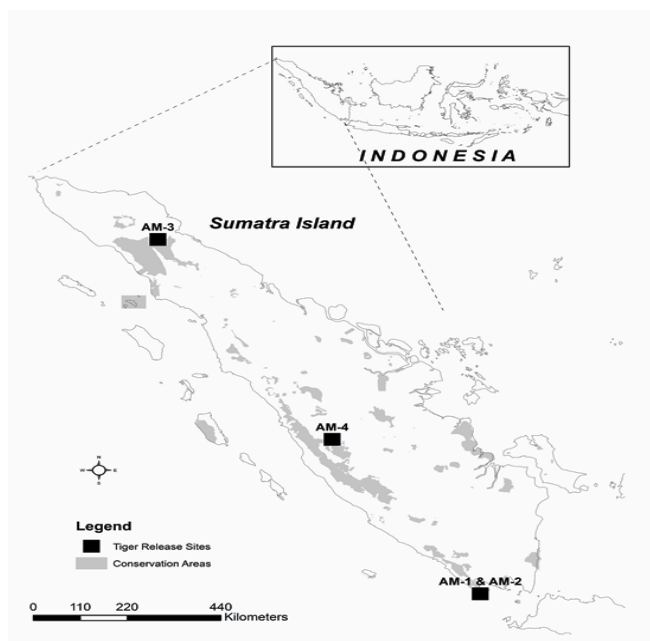 INDONESIA
Sumatra Island
AM-3
AM-4
N
W E
S
Legend
Tiger Release Sites
Conservation Areas
AM-1 & AM-2
0 110 220 440
Kilometers